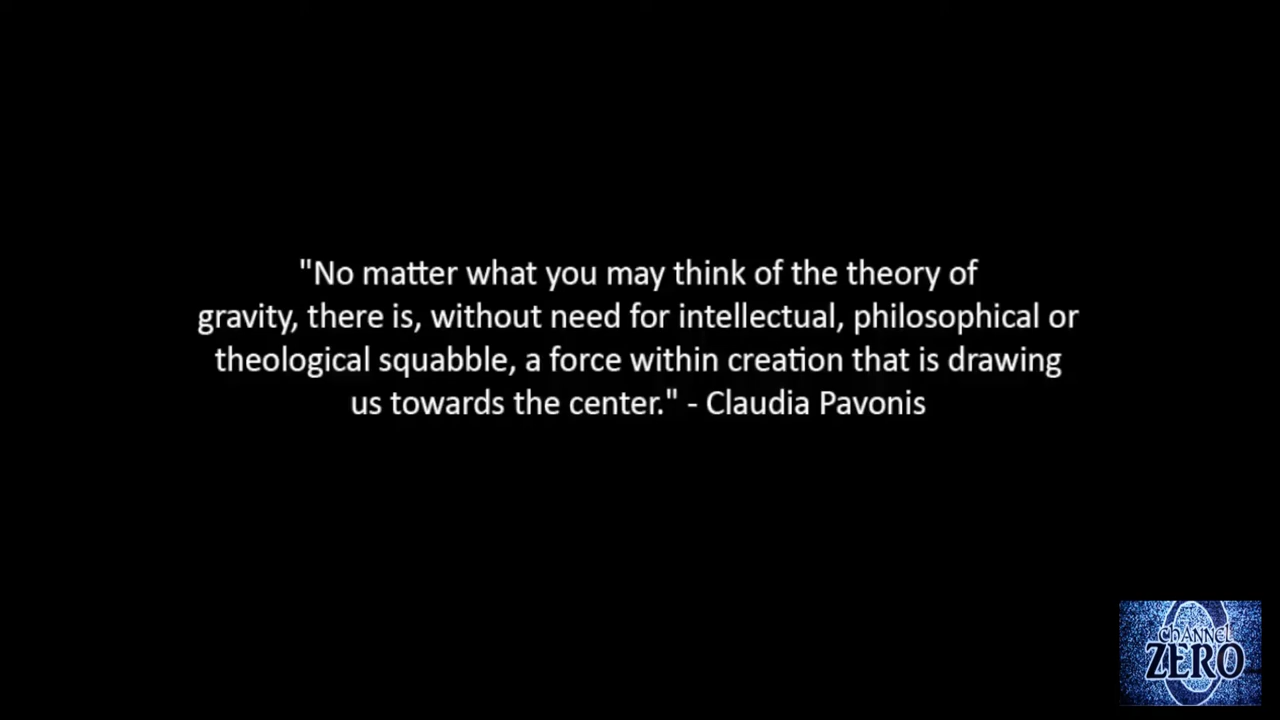 "No matter what you may think of the theory of
gravity, there is, without need for intellectual, philosophical or
theological squabble, a force within creation that is drawing
us towards the center." - Claudia Pavonis
Channel
ZERO